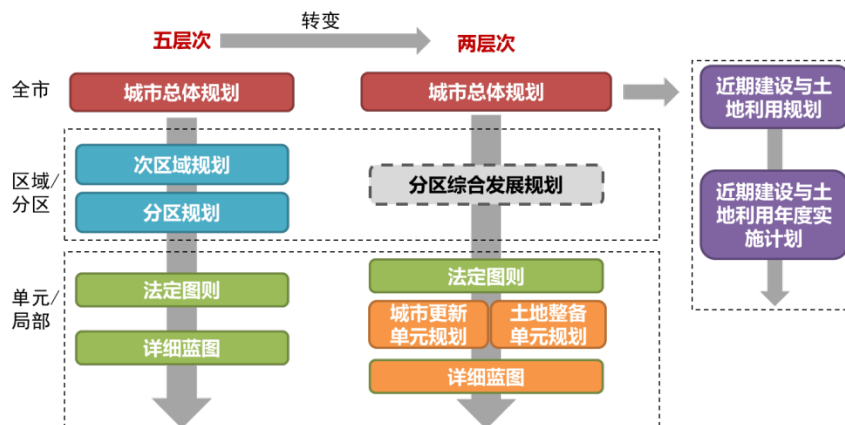 转变
五层次
两层次
全市
城市总体规划
城市总体规划
近期建设与土
地利用规划
区域/
分区
次区域规划
分区规划
分区综合发展规划
近期建设与土
地利用年度实
施计划
单元/
局部
法定图则
详细蓝图
法定图则
城市更新
单元规划
土地整备
单元规划
详细蓝图